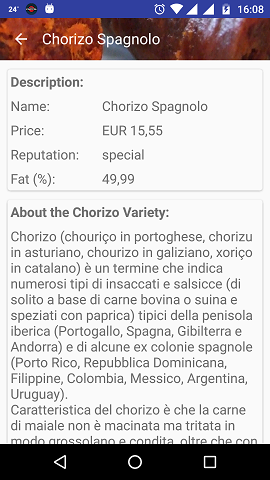 24°
16:08
Chorizo Spagnolo
Description:
Name: Chorizo Spagnolo
Price: EUR 15,55
Reputation: special
Fat (%): 49,99
About the Chorizo Variety:
Chorizo (chouriço in portoghese, chorizu
in asturiano, chourizo in galiziano, xoriço
in catalano) è un termine che indica
numerosi tipi di insaccati e salsicce (di
solito a base di carne bovina o suina e
speziati con paprica) tipici della penisola
iberica (Portogallo, Spagna, Gibilterra e
Andorra) e di alcune ex colonie spagnole
(Porto Rico, Repubblica Dominicana,
Filippine, Colombia, Messico, Argentina,
Uruguay).
Caratteristica del chorizo è che la carne
di maiale non è macinata ma tritata in
modo grossolano e condita, oltre che con